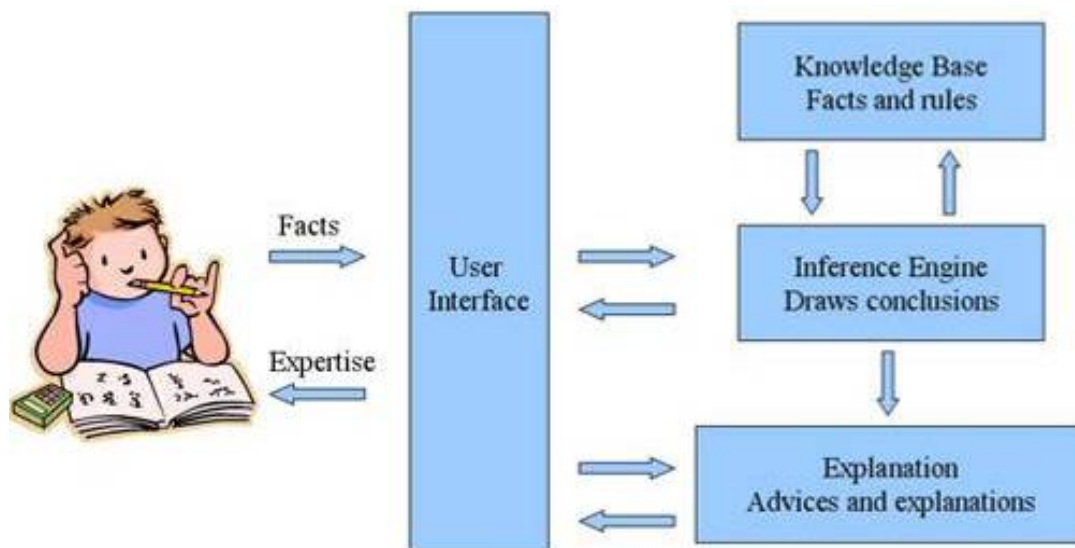 Knowledge Base
Facts and rules
Facts
User
Interface
Inference Engine
Draws conclusions
Expertise
Explanation
Advices and explanations